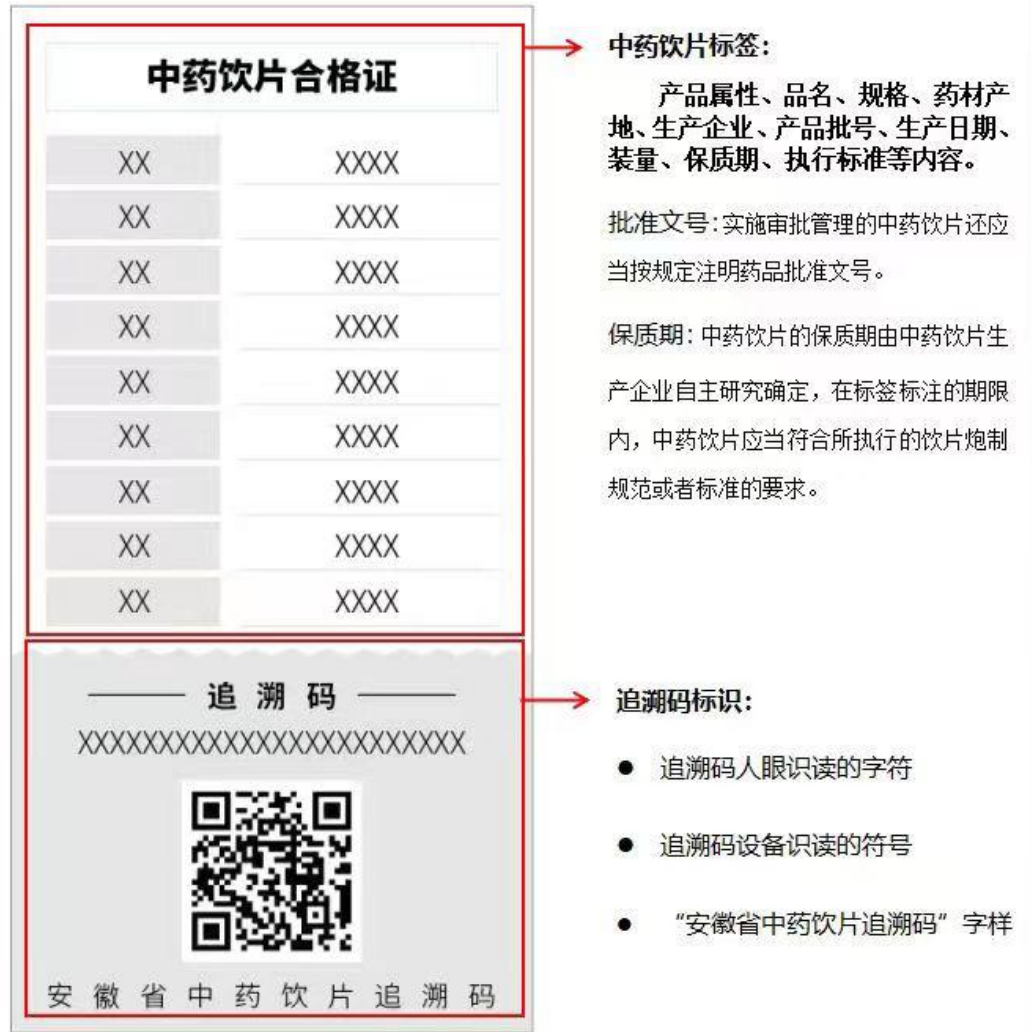 中药饮片合格证
XX XXXX
XX XXXX
XX XXXX
XX XXXX
XX XXXX
XX XXXX
XX XXXX
XX XXXX
XX XXXX
追溯码
XXXXXXXXXXXXXXXXXXXXXXXX
安徽省中药饮片追溯码
中药饮片标签：
产品属性、品名、规格、药材产
地、生产企业、产品批号、生产日期、
装量、保质期、执行标准等内容。
批准文号：实施审批管理的中药饮片还应
当按规定注明药品批准文号。
保质期：中药饮片的保质期由中药饮片生
产企业自主研究确定，在标签标注的期限
内，中药饮片应当符合所执行的饮片炮制
规范或者标准的要求。
追溯码标识：
● 追溯码人眼识读的字符
● 追溯码设备识读的符号
● “安徽省中药饮片追溯码”字样